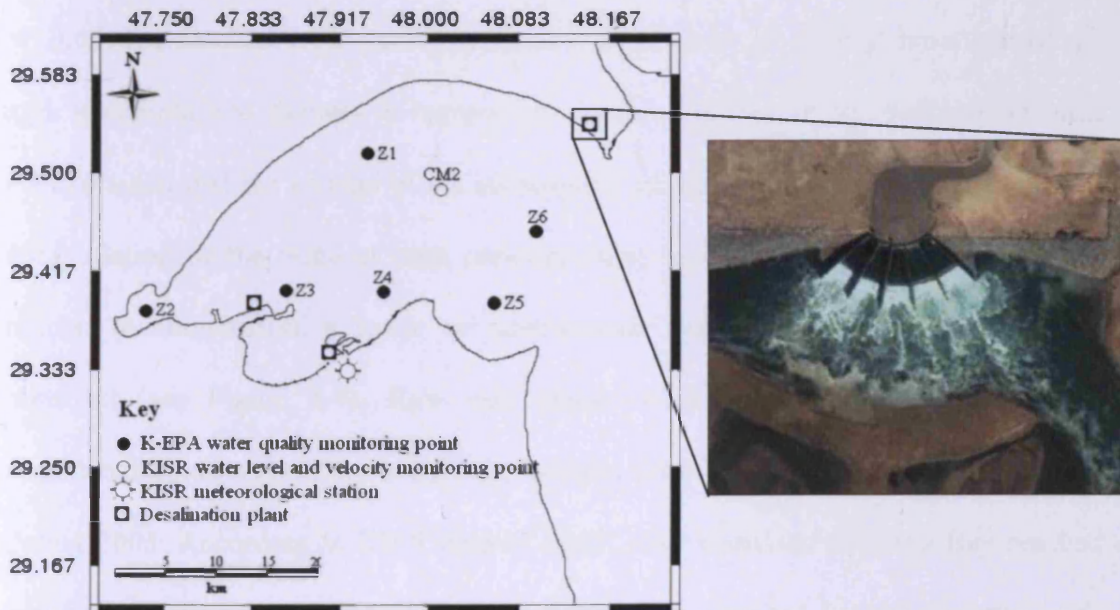 47.750 47.833 47.917 48.000 48.083 48.167
29.583
N
Z1
29.500
CM2
Z6
29.417
Z3
Z4
Z2
Z5
29.333
Key
K-EPA water quality monitoring point
29.250
KISR water level and velocity monitoring point
KISR meteorological station
Desalination plant
29.167
5 10 15 20
km